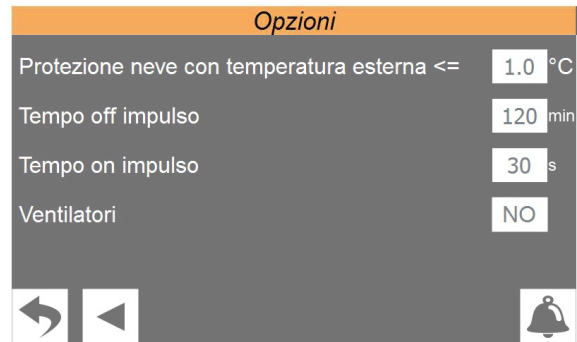 Opzioni
Protezione neve con temperatura esterna <= 1.0 °C
Tempo off impulso 120 min
Tempo on impulso 30 s
Ventilatori NO